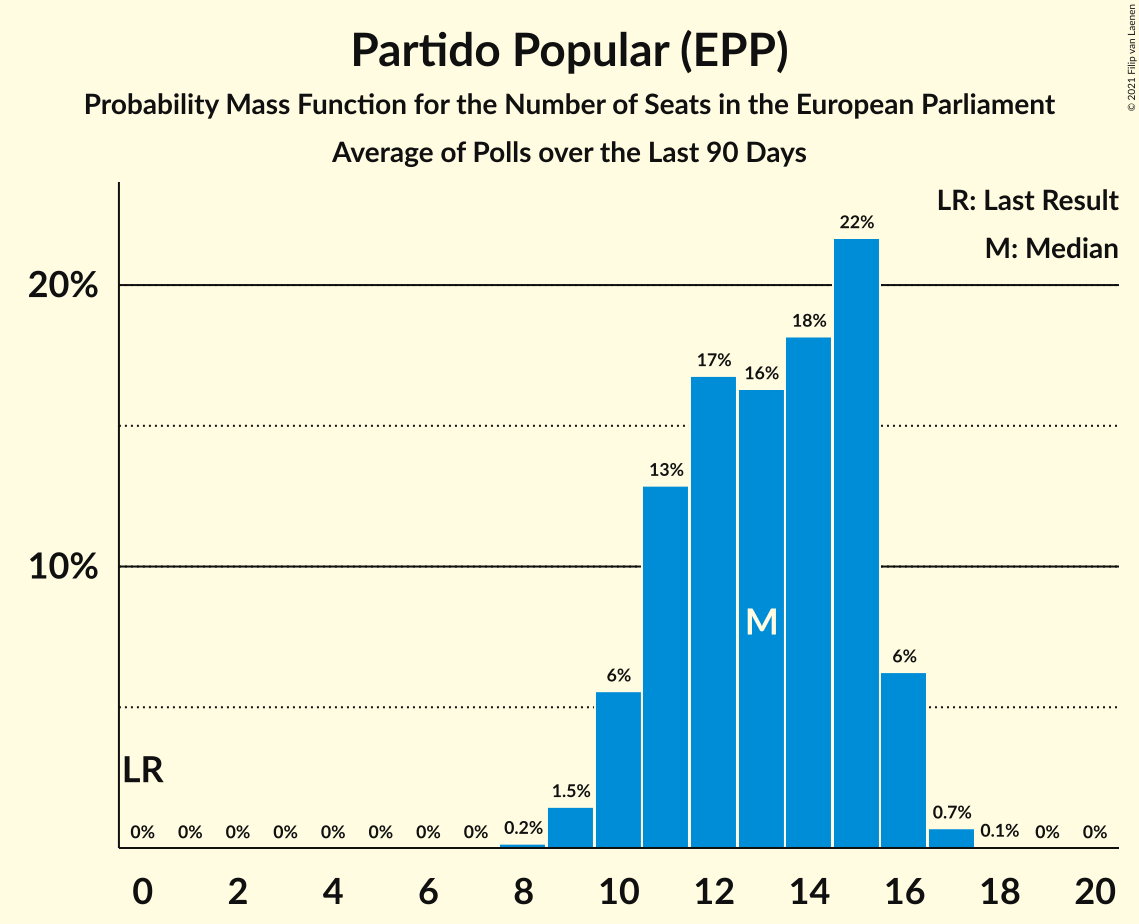 Partido Popular (EPP)
Probability Mass Function for the Number of Seats in the European Parliament
Average of Polls over the Last 90 Days
© 2021 Filip van Laenen
LR: Last Result
M: Median
20%
10%
22%
18%
17%
16%
13%
M
6%
6%
LR
1.5%
0.7%
0% 0% 0% 0% 0% 0% 0% 0% 0.2% 0.1% 0% 0%
0 2 4 6 8 10 12 14 16 18 20